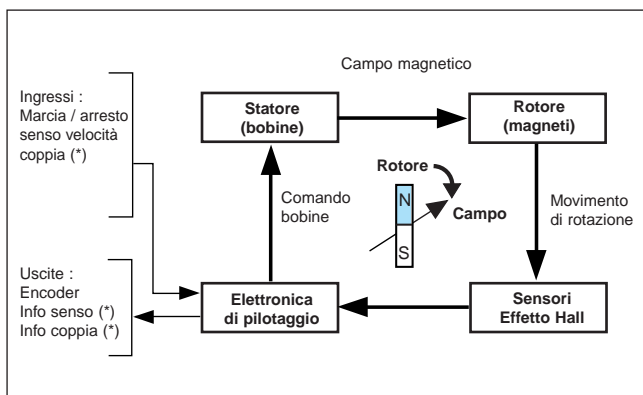 Campo magnetico
Ingressi :
Marcia / arresto
senso velocità
coppia (*)
Statore
(bobine)
Rotore
(magneti)
Rotore
N
Campo
S
Comando
bobine
Movimento
di rotazione
Uscite :
Encoder
Info senso (*)
Info coppia (*)
Elettronica
di pilotaggio
Sensori
Effetto Hall